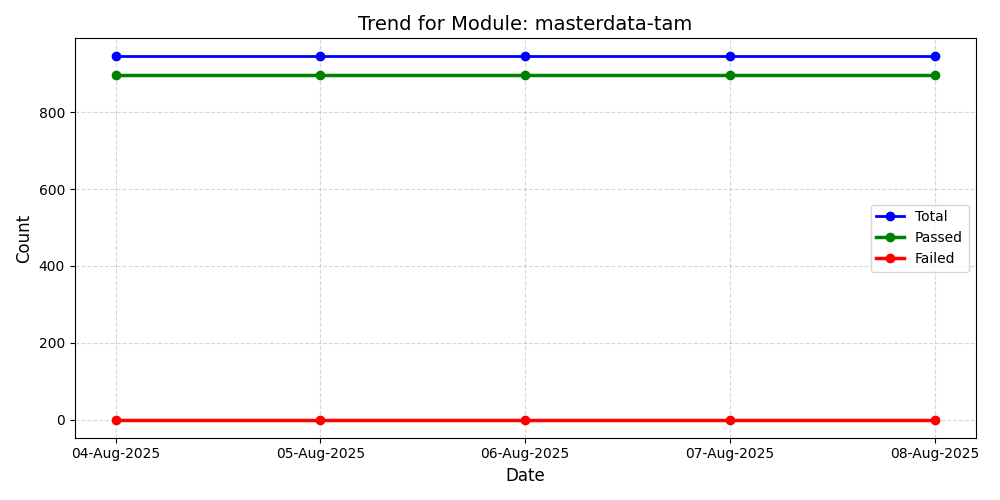 Trend for Module: masterdata-tam
800
600
400
200
0
Count
Total
Passed
Failed
04-Aug-2025
05-Aug-2025
06-Aug-2025
07-Aug-2025
08-Aug-2025
Date